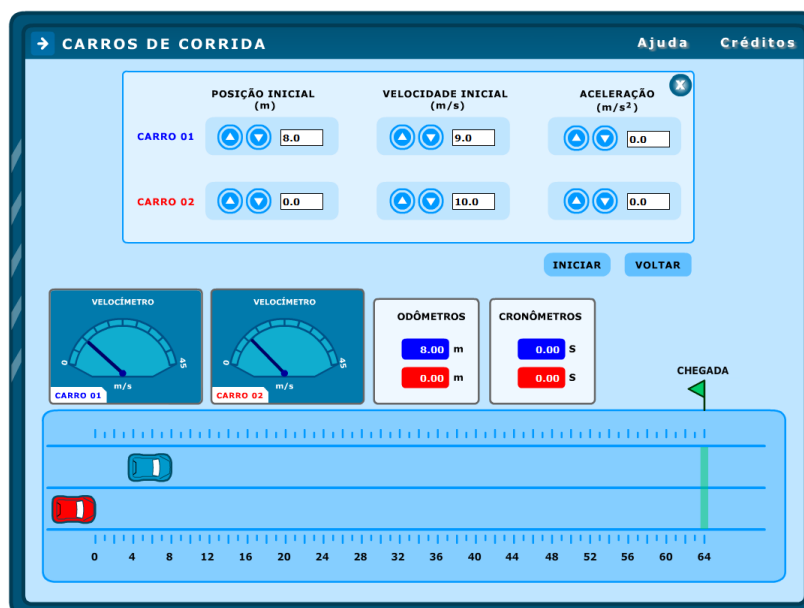 CARROS DE CORRIDA Ajuda Créditos
X
POSIÇÃO INICIAL VELOCIDADE INICIAL ACELERAÇÃO
(m) (m/s) (m/s²)
CARRO 01 8.0 9.0 0.0
CARRO 02 0.0 10.0 0.0
INICIAR VOLTAR
VELOCÍMETRO VELOCÍMETRO
ODÔMETROS CRONÔMETROS
8.00 m 0.00 S
0 45 0 45
CHEGADA
0.00 m 0.00 S
m/s m/s
CARRO 01 CARRO 02
0 4 8 12 16 20 24 28 32 36 40 44 48 52 56 60 64